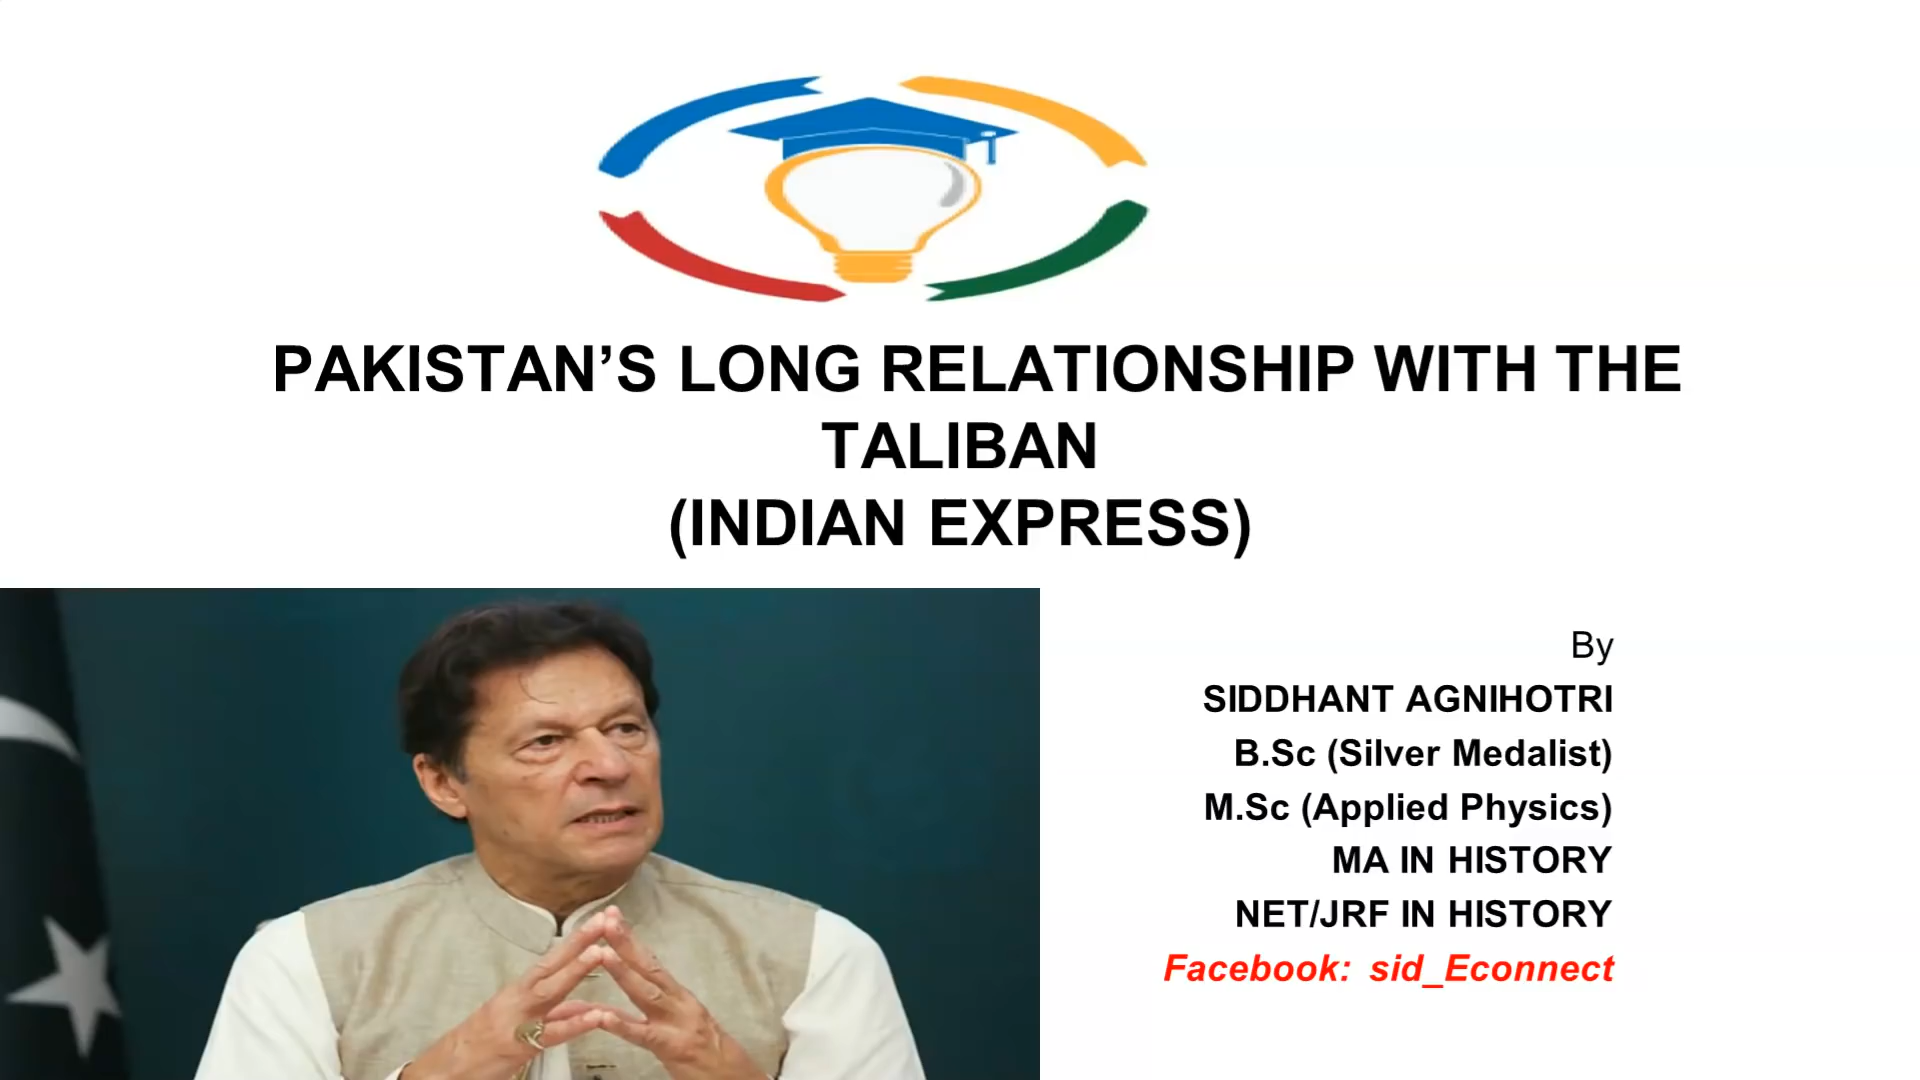 PAKISTAN’S LONG RELATIONSHIP WITH THE
TALIBAN
(INDIAN EXPRESS)
By
SIDDHANT AGNIHOTRI
B.Sc (Silver Medalist)
M.Sc (Applied Physics)
MA IN HISTORY
NET/JRF IN HISTORY
Facebook: sid_Econnect